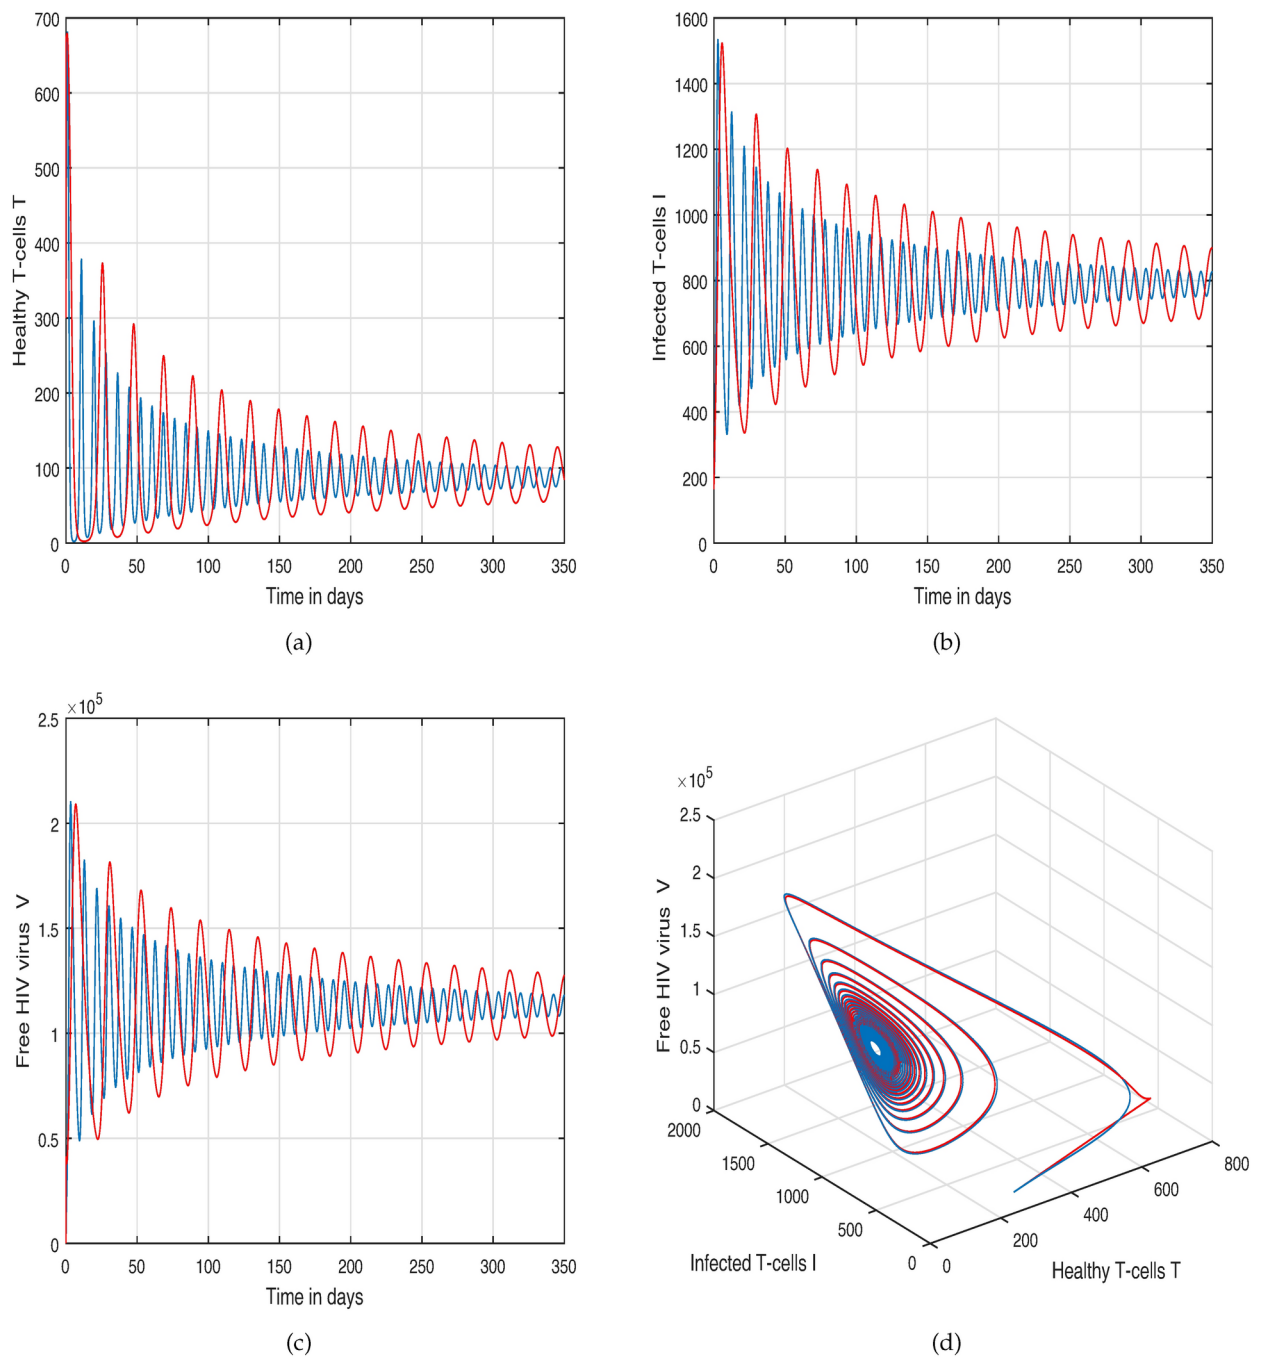 700
600
500
400
300
200
100
0
Healthy T-cells T
0 50 100 150 200 250 300 350
Time in days
(a)
1600
1400
1200
1000
800
600
400
200
0
Infected T-cells I
0 50 100 150 200 250 300 350
Time in days
(b)
×10^5
2.5
2
1.5
1
0.5
0
Free HIV virus V
0 50 100 150 200 250 300 350
Time in days
(c)
×10^5
2.5
2
1.5
1
0.5
0
Free HIV virus V
2000
1500
1000
500
0
Infected T-cells I
0
200
400
600
800
Healthy T-cells T
(d)